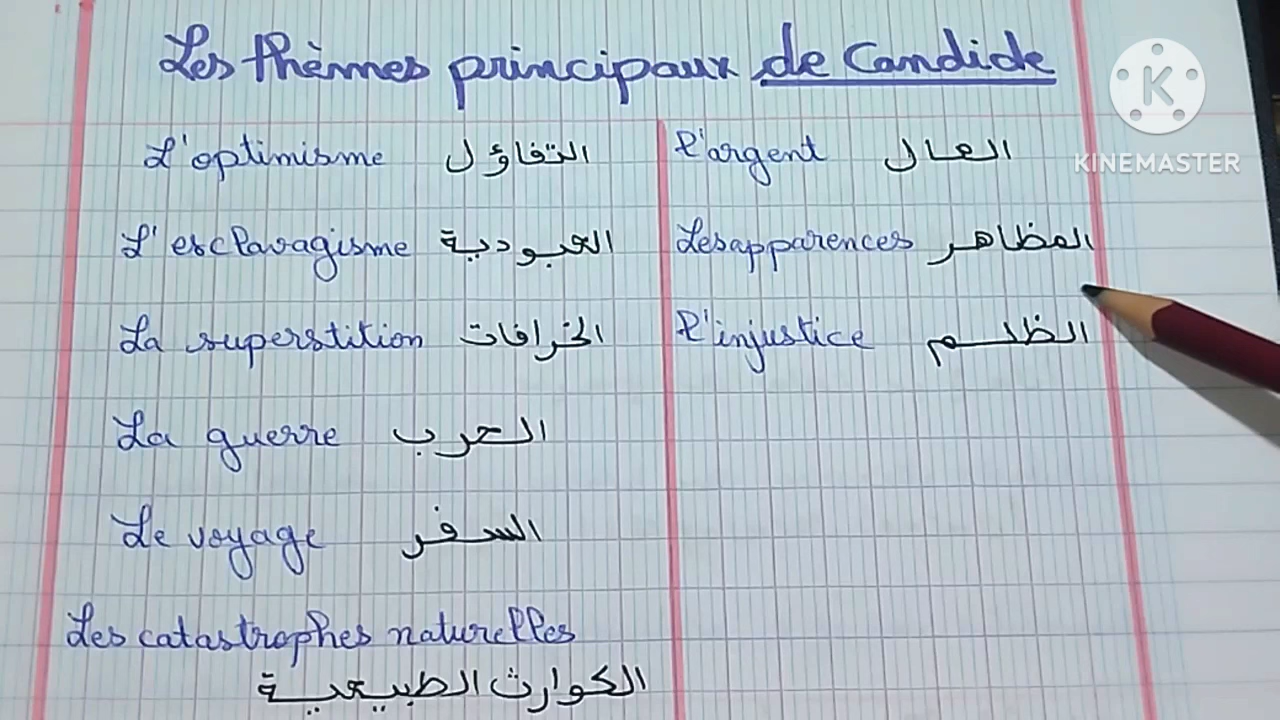 Les thèmes principaux de Candide
L'optimisme التفاؤل
L'esclavagisme العبودية
La superstition الخرافات
La guerre الحرب
Le voyage السفر
Les catastrophes naturelles
الكوارث الطبيعية
L'argent المال
Les apparences المظاهر
L'injustice الظلم
K
KINEMASTER